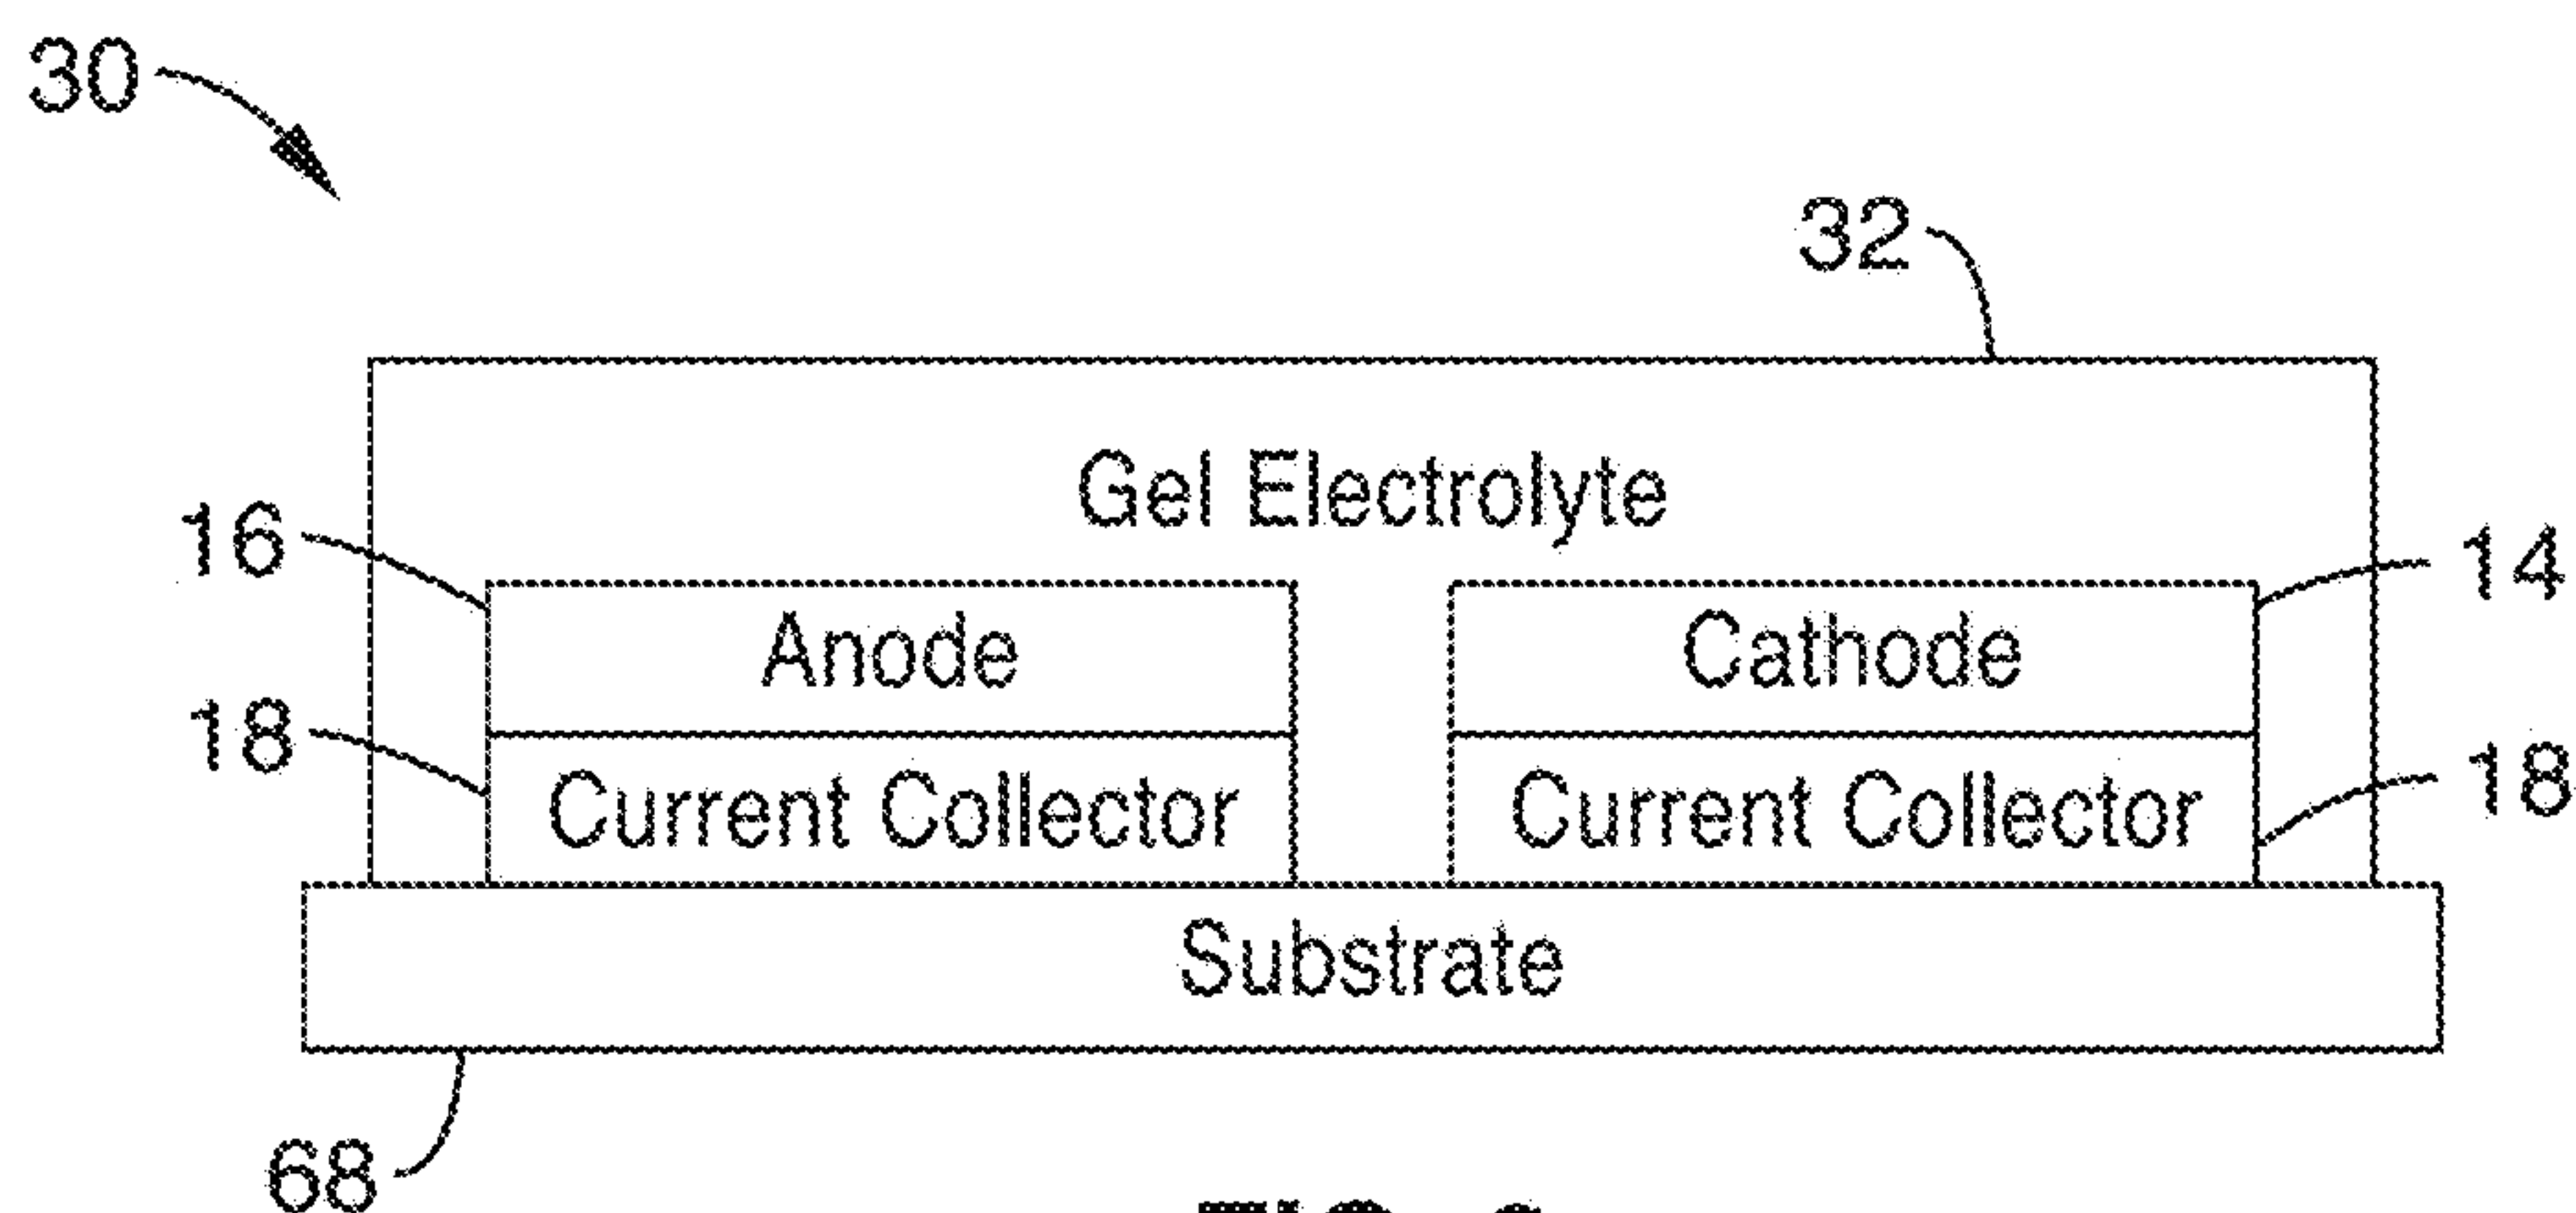 30
32
Gel Electrolyte
16
14
Anode
Cathode
18
18
Current Collector
Current Collector
Substrate
68